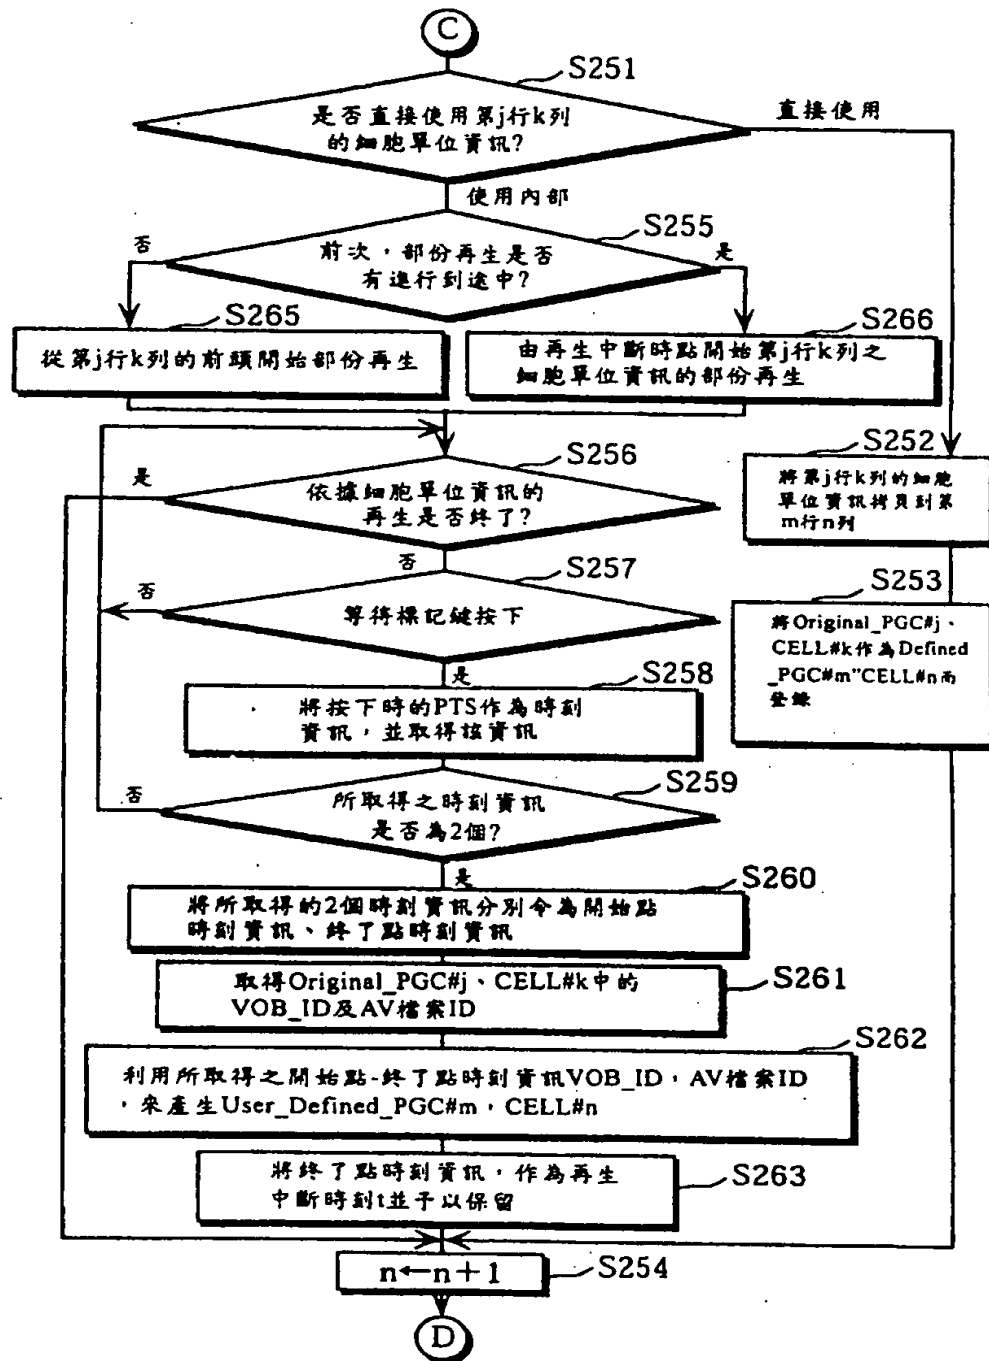 C
S251
是否直接使用第j行k列
的細胞單位資訊?
直接使用
使用內部
S255
前次,部份再生是否
有進行到途中?
否
是
S265
從第j行k列的前頭開始部份再生
S266
由再生中斷時點開始第j行k列之
細胞單位資訊的部份再生
S256
依據細胞單位資訊的
再生是否終了?
是
否
S252
將第j行k列的細胞
單位資訊拷貝到第
m行n列
S257
等得標記鍵按下
否
是
S253
將Original_PGC#j、
CELL#k作為Defined
_PGC#m"CELL#n而
登錄
S258
將按下時的PTS作為時刻
資訊,並取得該資訊
S259
所取得之時刻資訊
是否為2個?
否
是
S260
將所取得的2個時刻資訊分別令為開始點
時刻資訊、終了點時刻資訊
S261
取得Original_PGC#j、CELL#k中的
VOB_ID及AV檔案ID
S262
利用所取得之開始點-終了點時刻資訊VOB_ID,AV檔案ID
,來產生User_Defined_PGC#m,CELL#n
S263
將終了點時刻資訊,作為再生
中斷時刻t並予以保留
S254
n←n+1
D